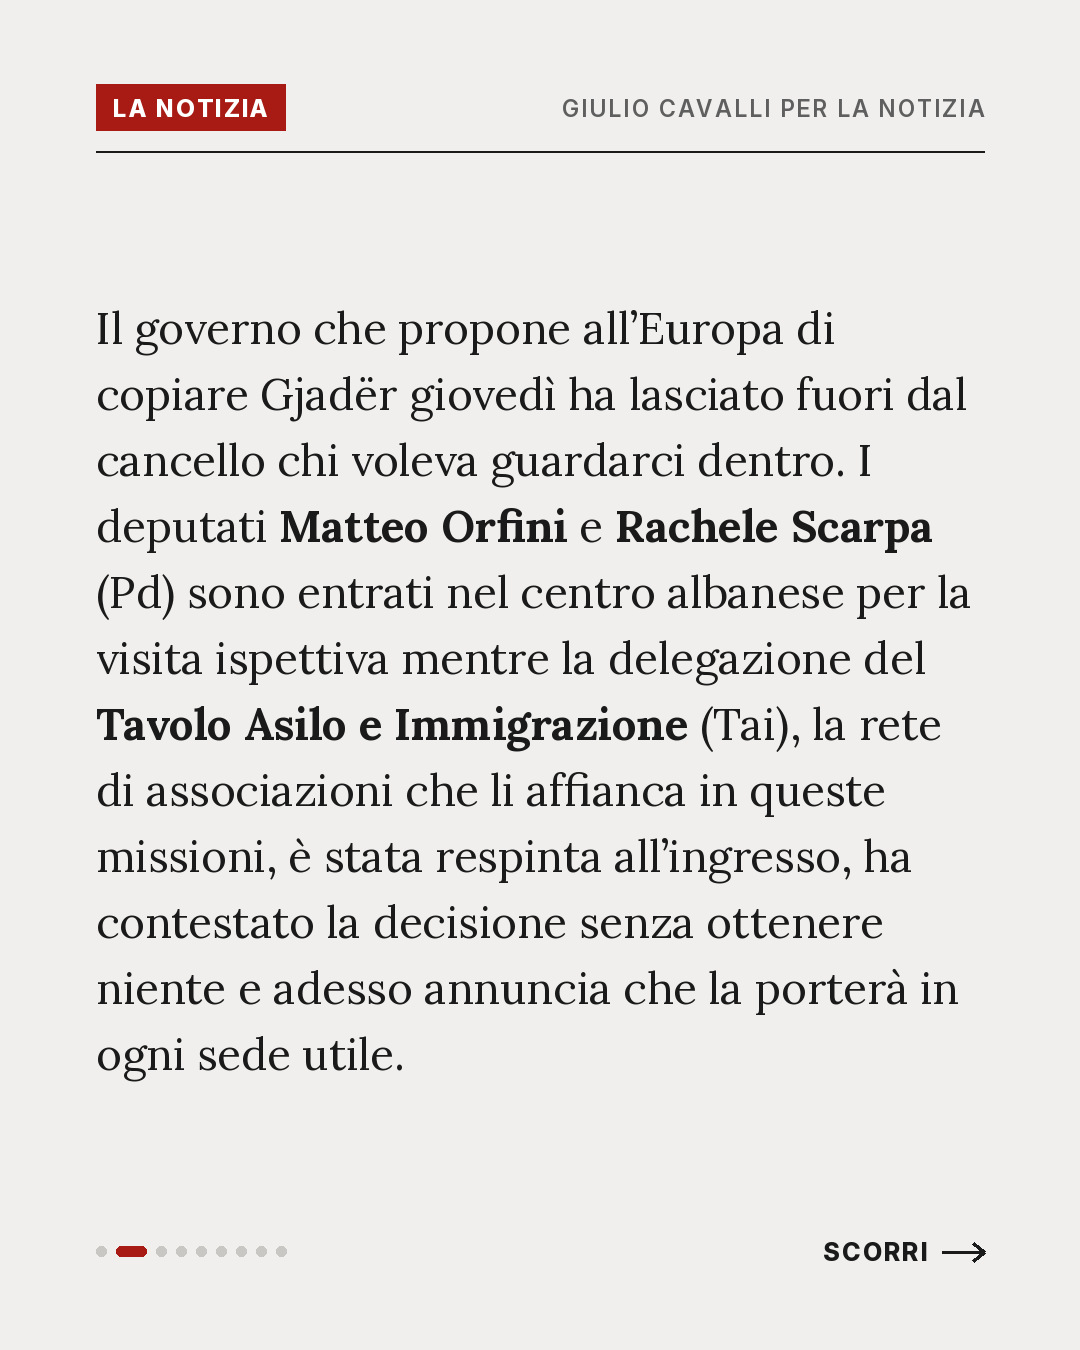 LA NOTIZIA
GIULIO CAVALLI PER LA NOTIZIA
Il governo che propone all’Europa di
copiare Gjadër giovedì ha lasciato fuori dal
cancello chi voleva guardarci dentro. I
deputati Matteo Orfini e Rachele Scarpa
(Pd) sono entrati nel centro albanese per la
visita ispettiva mentre la delegazione del
Tavolo Asilo e Immigrazione (Tai), la rete
di associazioni che li affianca in queste
missioni, è stata respinta all’ingresso, ha
contestato la decisione senza ottenere
niente e adesso annuncia che la porterà in
ogni sede utile.
SCORRI